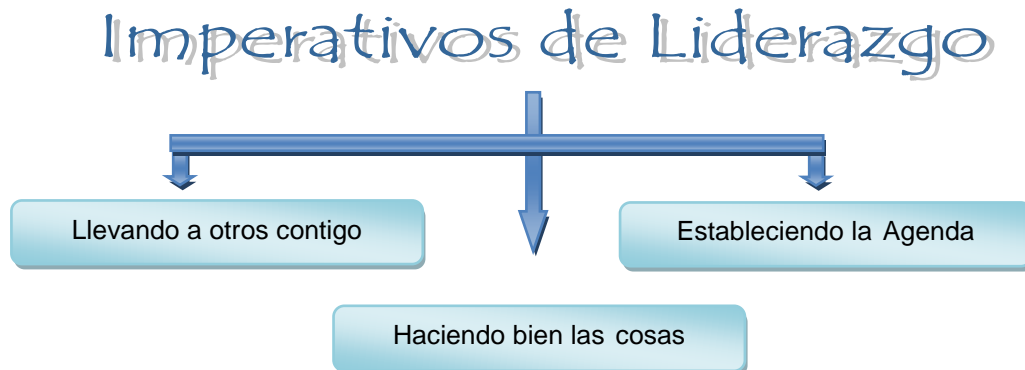 Imperativos de Liderazgo
Llevando a otros contigo
Estableciendo la Agenda
Haciendo bien las cosas